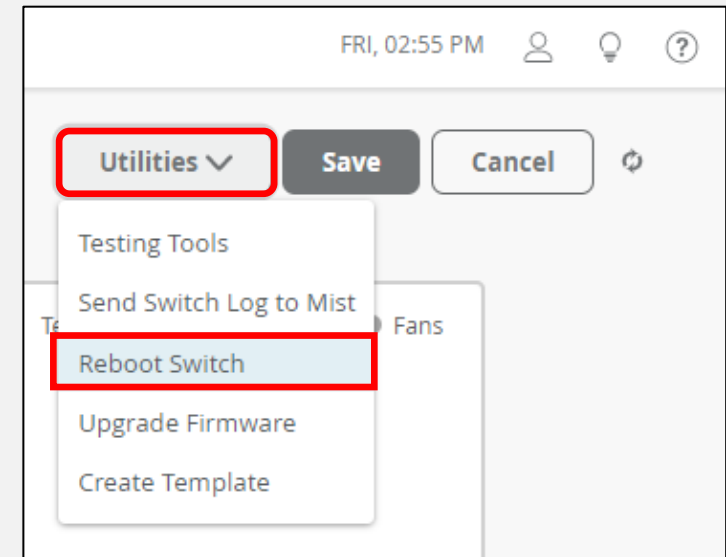 FRI, 02:55 PM ?
Utilities Save Cancel
Testing Tools
Send Switch Log to Mist
Te Fans
Reboot Switch
Upgrade Firmware
Create Template